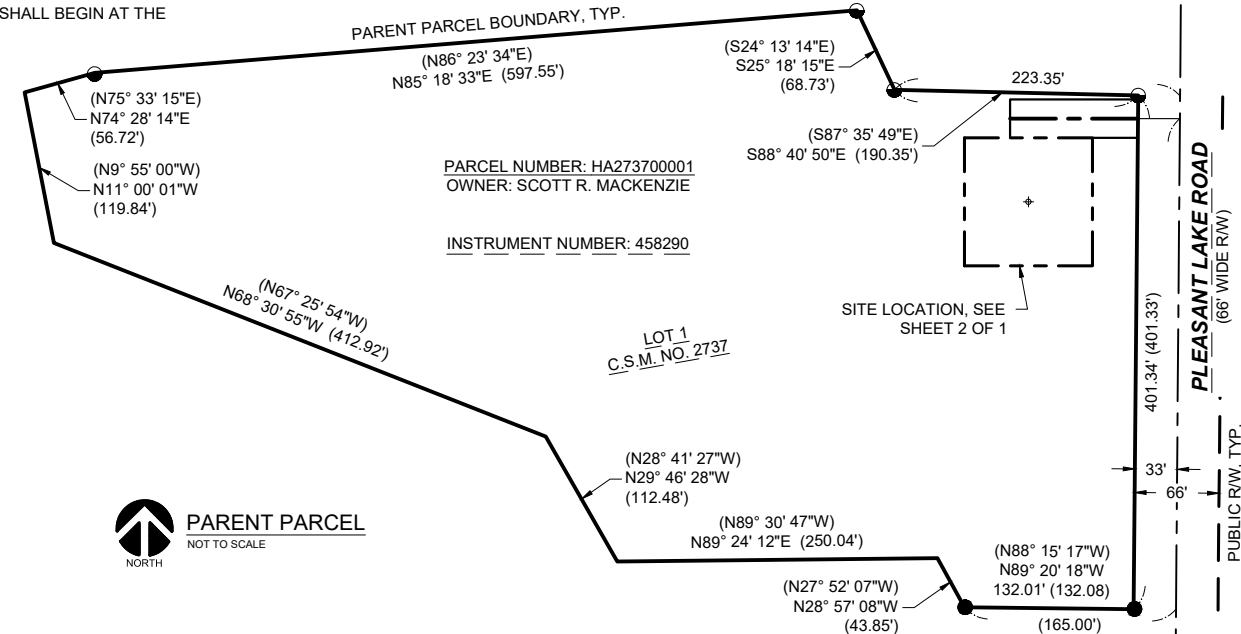 SHALL BEGIN AT THE
PARENT PARCEL BOUNDARY, TYP.
(N86° 23' 34"E)
N85° 18' 33"E (597.55')
(S24° 13' 14"E)
S25° 18' 15"E
(68.73')
223.35'
(N75° 33' 15"E)
N74° 28' 14"E
(56.72')
(S87° 35' 49"E)
S88° 40' 50"E (190.35')
(N9° 55' 00"W)
N11° 00' 01"W
(119.84')
PARCEL NUMBER: HA273700001
OWNER: SCOTT R. MACKENZIE
INSTRUMENT NUMBER: 458290
PLEASANT LAKE ROAD
(66' WIDE R/W)
(N67° 25' 54"W)
N68° 30' 55"W (412.92')
SITE LOCATION, SEE
SHEET 2 OF 1
LOT 1
C.S.M. NO. 2737
401.34' (401.33')
(N28° 41' 27"W)
N29° 46' 28"W
(112.48')
33'
66'
PUBLIC R/W, TYP.
PARENT PARCEL
NOT TO SCALE
NORTH
(N89° 30' 47"W)
N89° 24' 12"E (250.04')
(N88° 15' 17"W)
N89° 20' 18"W
132.01' (132.08)
(N27° 52' 07"W)
N28° 57' 08"W
(43.85')
(165.00')